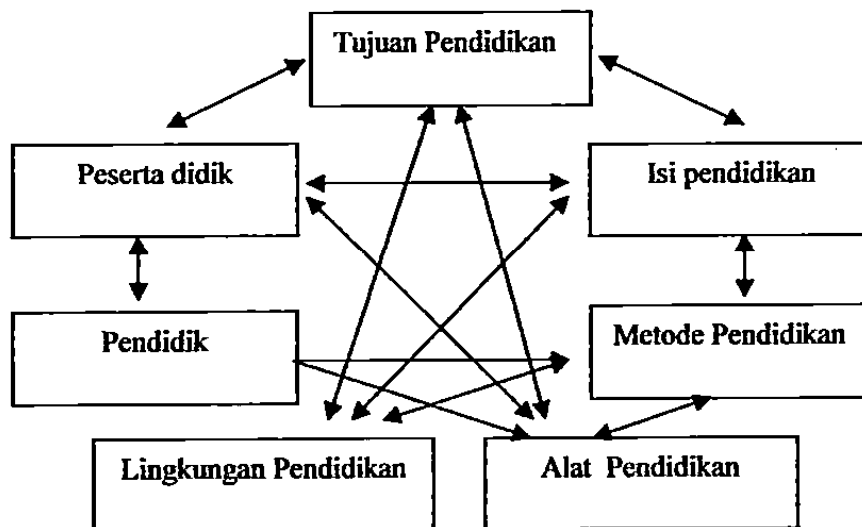 Tujuan Pendidikan
Peserta didik
Isi pendidikan
Pendidik
Metode Pendidikan
Lingkungan Pendidikan
Alat Pendidikan